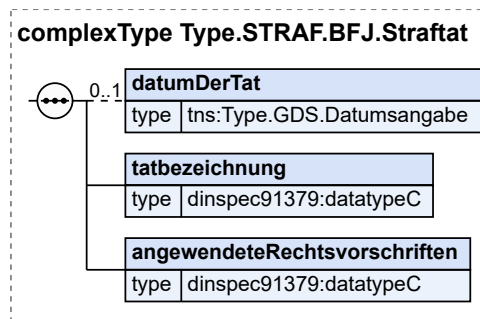 complexType Type.STRAF.BFJ.Straftat
0..1
datumDerTat
type tns:Type.GDS.Datumsangabe
tatbezeichnung
type dinspec91379:datatypeC
angewendeteRechtsvorschriften
type dinspec91379:datatypeC